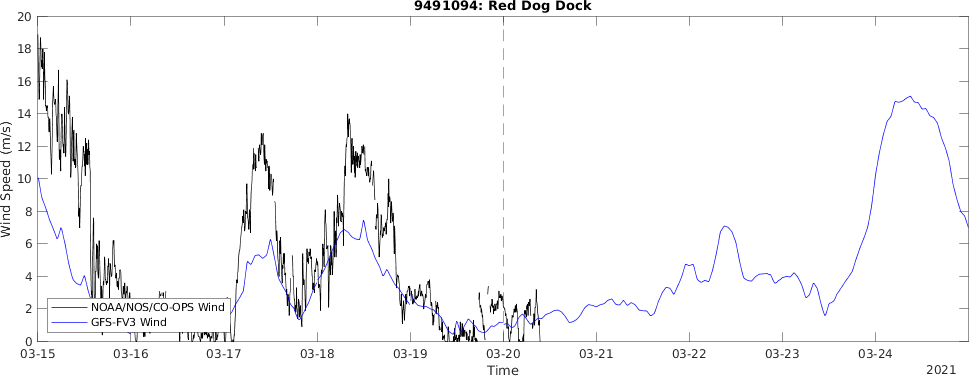 9491094: Red Dog Dock
20
18
16
14
12
10
8
6
4
2
0
Wind Speed (m/s)
NOAA/NOS/CO-OPS Wind
GFS-FV3 Wind
03-15 03-16 03-17 03-18 03-19 03-20 03-21 03-22 03-23 03-24
Time
2021